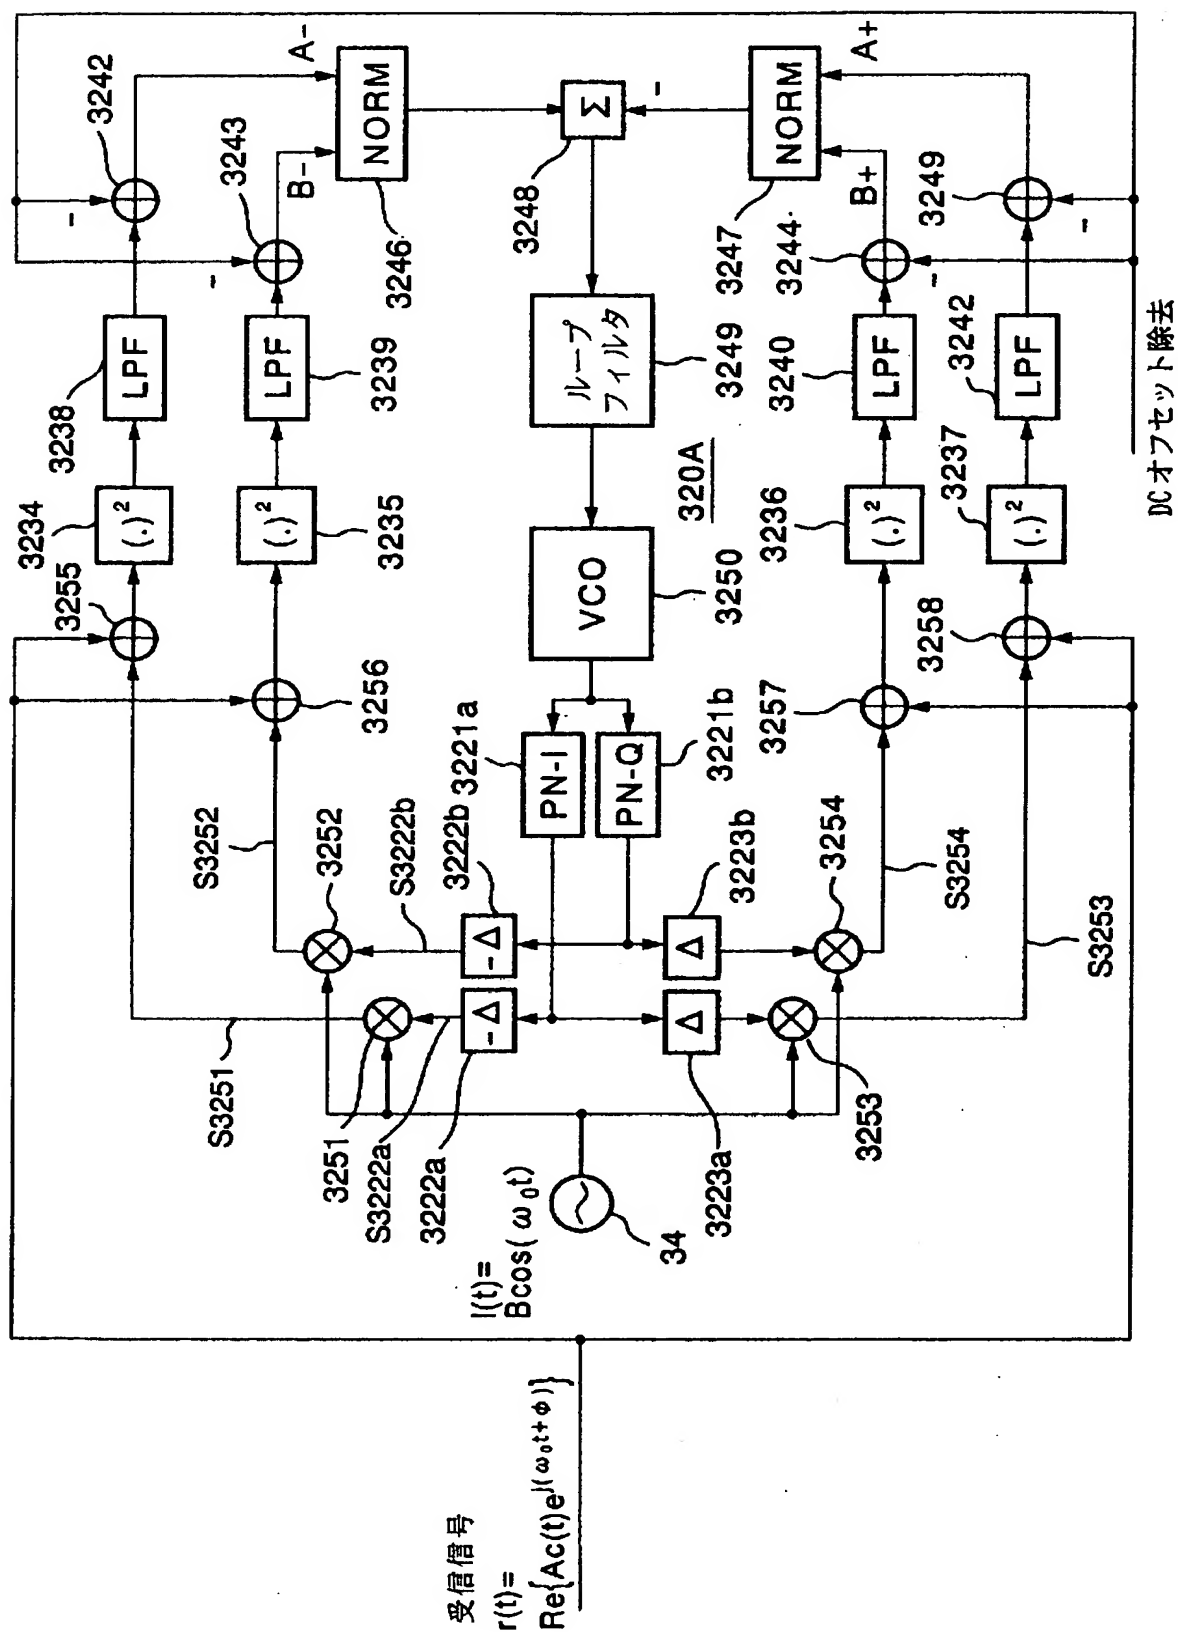 受信信号
r(t)=
Re{Ac(t)e^j(ω₀t+φ)}
l(t)=
Bcos(ω₀t)
34
S3251
3251
S3222a
3222a
-Δ
S3252
3252
S3222b
3222b
-Δ
3223a
Δ
3223b
Δ
3253
3254
S3254
S3253
3221a
PN-I
PN-Q
3221b
3255
3256
3257
3258
3234
(.)²
(.)²
3235
3236
(.)²
3237
(.)²
VCO
3250
320A
3238
LPF
LPF
3239
3240
LPF
3242
LPF
ループ
フィルタ
3249
3242
-
3243
-
3244
-
3249
-
A-
B-
NORM
3246
Σ
3248
-
NORM
3247
B+
A+
DCオフセット除去